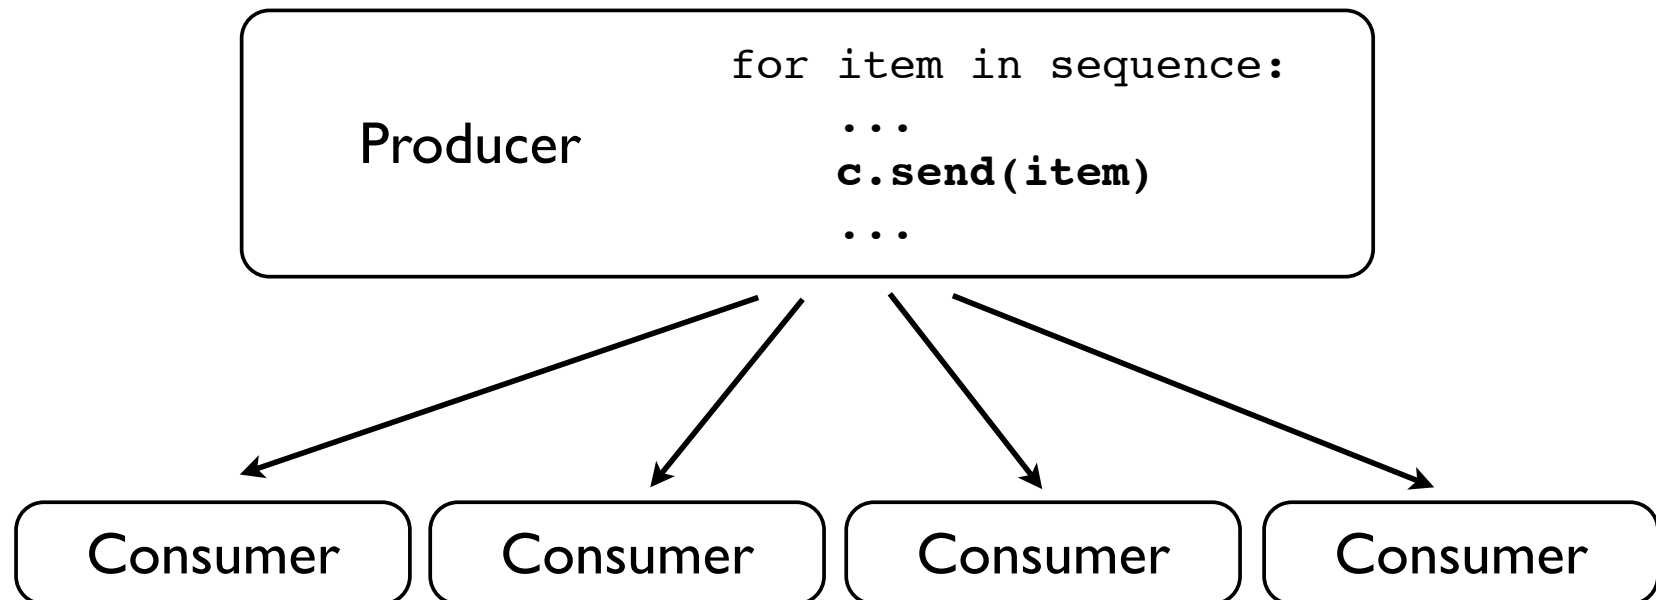 Producer
for item in sequence:
...
c.send(item)
...
Consumer
Consumer
Consumer
Consumer